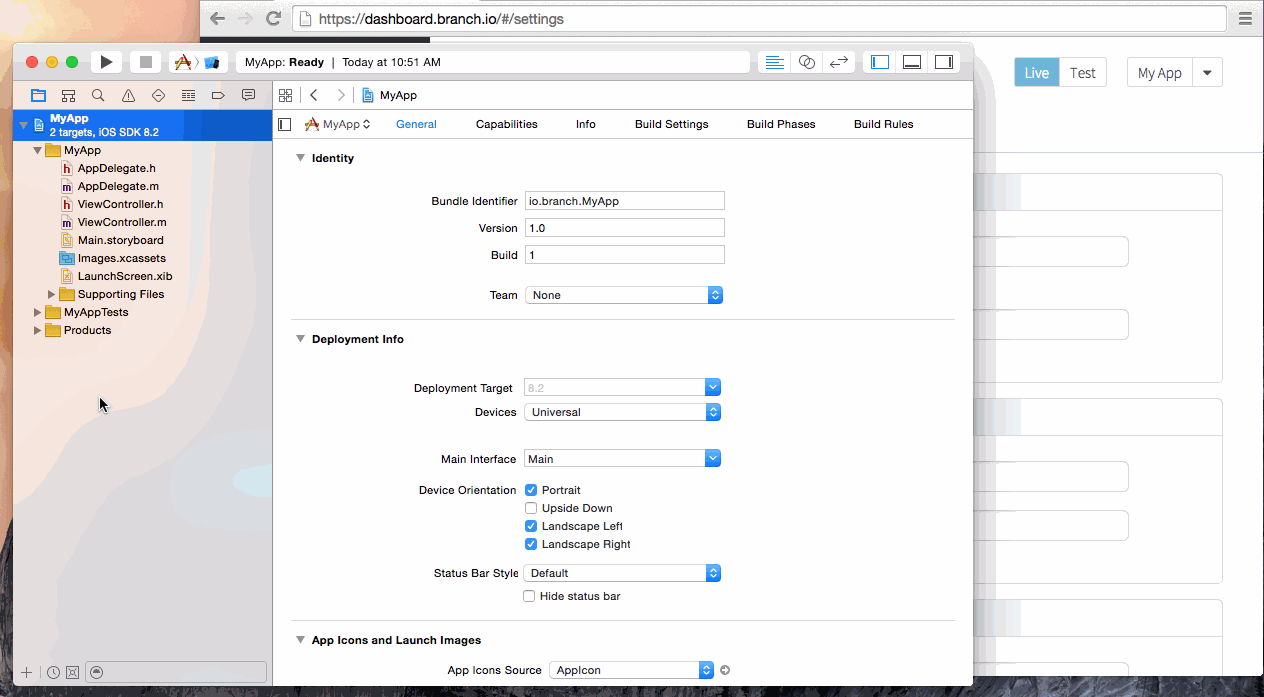 https://dashboard.branch.io/#/settings
Live Test My App
MyApp: Ready | Today at 10:51 AM
MyApp
MyApp General Capabilities Info Build Settings Build Phases Build Rules
MyApp
2 targets, iOS SDK 8.2
MyApp
h AppDelegate.h
m AppDelegate.m
h ViewController.h
m ViewController.m
Main.storyboard
Images.xcassets
LaunchScreen.xib
Supporting Files
MyAppTests
Products
Identity
Bundle Identifier io.branch.MyApp
Version 1.0
Build 1
Team None
Deployment Info
Deployment Target 8.2
Devices Universal
Main Interface Main
Device Orientation Portrait
Upside Down
Landscape Left
Landscape Right
Status Bar Style Default
Hide status bar
App Icons and Launch Images
App Icons Source AppIcon